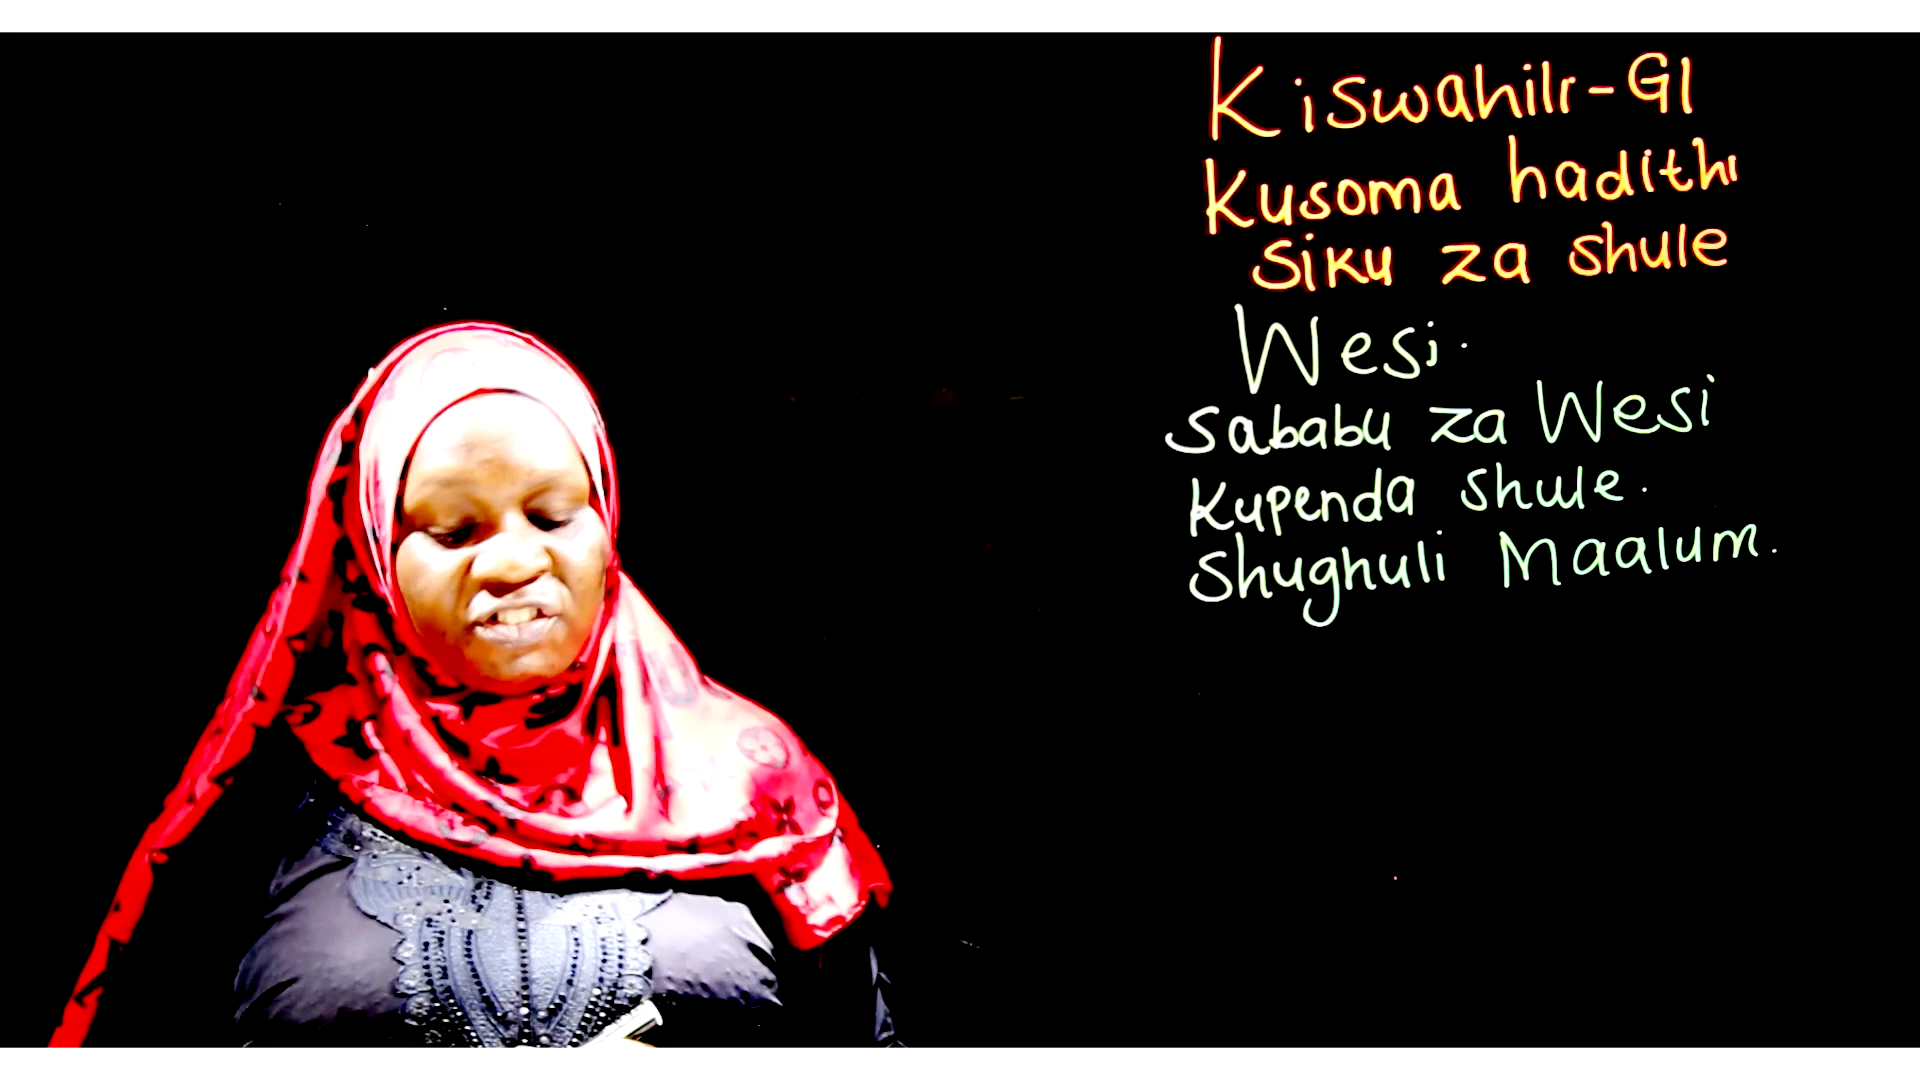 Kiswahili-G1
Kusoma hadithi
Siku za shule
Wesi.
Sababu za Wesi
Kupenda shule.
Shughuli Maalum.